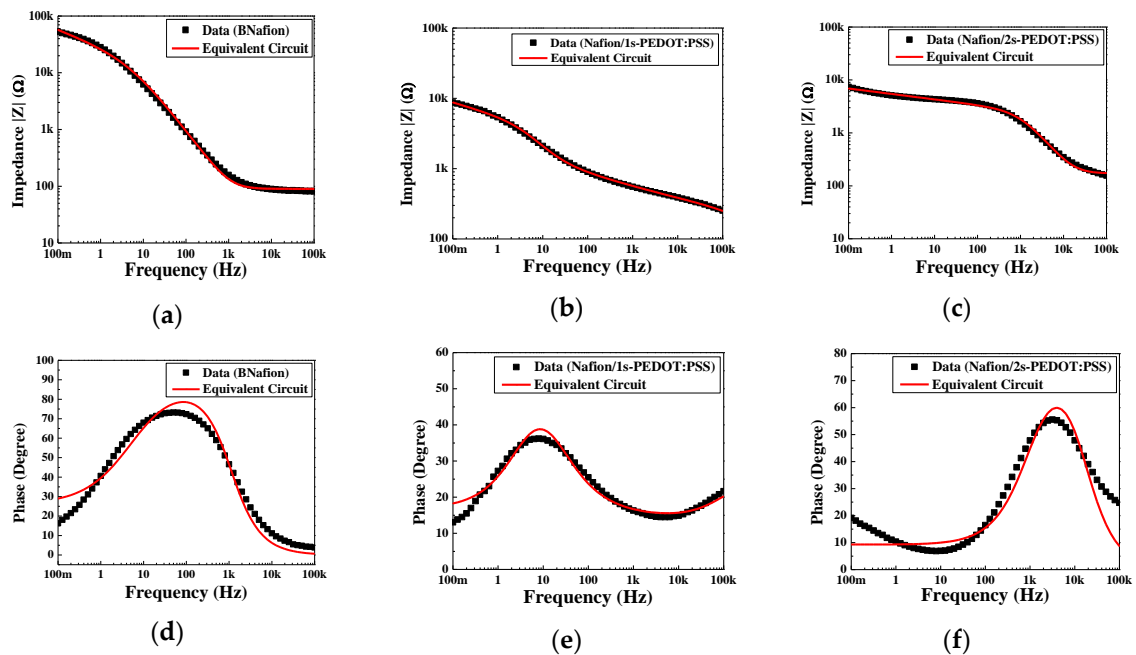 100k
10k
1k
100
10
Impedance |Z| (Ω)
Data (BNafion)
Equivalent Circuit
100m 1 10 100 1k 10k 100k
Frequency (Hz)
(a)
100k
10k
1k
100
Impedance |Z| (Ω)
Data (Nafion/1s-PEDOT:PSS)
Equivalent Circuit
100m 1 10 100 1k 10k 100k
Frequency (Hz)
(b)
100k
10k
1k
100
10
Impedance |Z| (Ω)
Data (Nafion/2s-PEDOT:PSS)
Equivalent Circuit
100m 1 10 100 1k 10k 100k
Frequency (Hz)
(c)
100
90
80
70
60
50
40
30
20
10
0
Phase (Degree)
Data (BNafion)
Equivalent Circuit
100m 1 10 100 1k 10k 100k
Frequency (Hz)
(d)
60
50
40
30
20
10
0
Phase (Degree)
Data (Nafion/1s-PEDOT:PSS)
Equivalent Circuit
100m 1 10 100 1k 10k 100k
Frequency (Hz)
(e)
80
70
60
50
40
30
20
10
0
Phase (Degree)
Data (Nafion/2s-PEDOT:PSS)
Equivalent Circuit
100m 1 10 100 1k 10k 100k
Frequency (Hz)
(f)